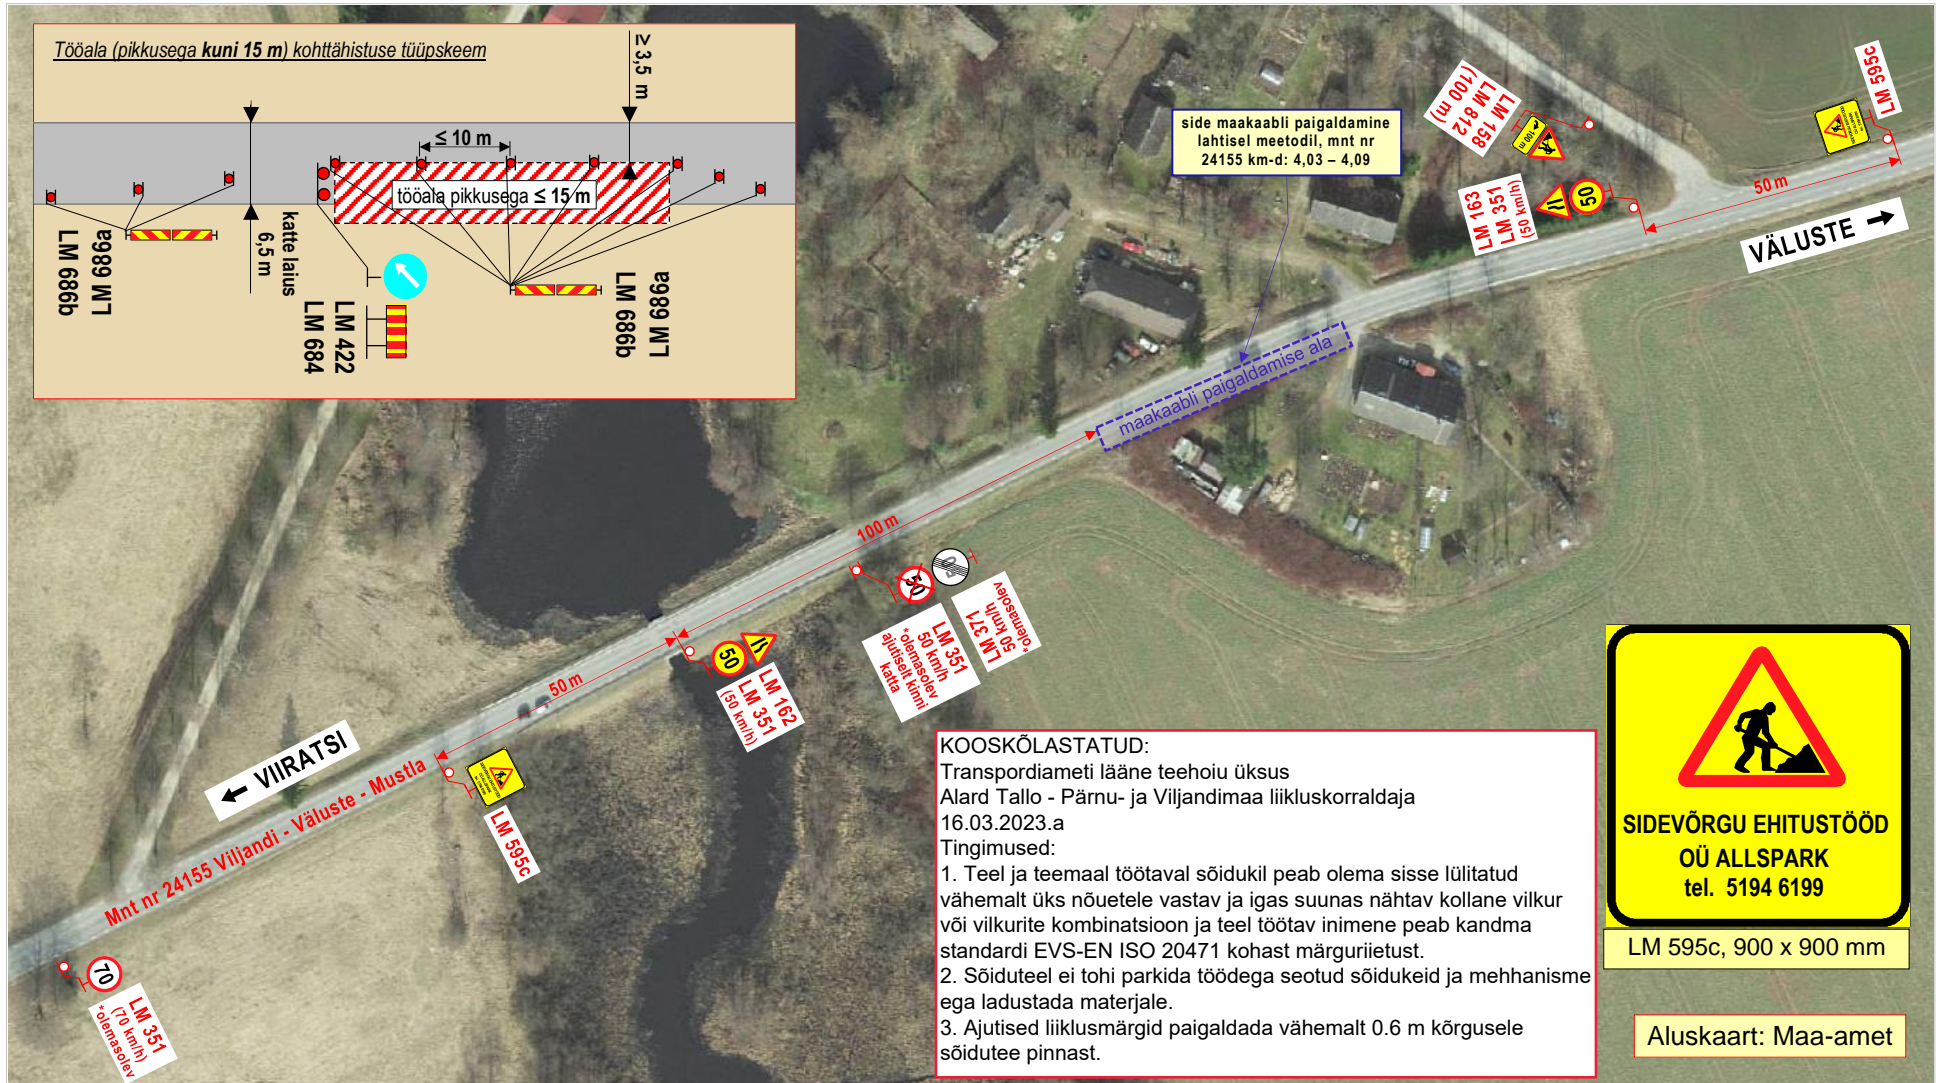 Tööala (pikkusega kuni 15 m) kohttähistuse tüüpskeem
≥ 3,5 m
≤ 10 m
tööala pikkusega ≤ 15 m
katte laius
6,5 m
LM 686a
LM 686b
LM 422
LM 684
LM 686a
LM 686b
side maakaabli paigaldamine
lahtisel meetodil, mnt nr
24155 km-d: 4,03 – 4,09
LM 158
LM 812
(100 m)
100 m
LM 595c
50 m
LM 163
LM 351
(50 km/h)
50
VÄLUSTE
maakaabli paigaldamise ala
100 m
50
50
LM 371
50 km/h
*olemasolev
LM 351
50 km/h
*olemasolev
ajutiselt kinni
katta
50
LM 162
LM 351
(50 km/h)
50 m
LM 595c
VIIRATSI
Mnt nr 24155 Viljandi - Väluste - Mustla
70
LM 351
(70 km/h)
*olemasolev
KOOSKÕLASTATUD:
Transpordiameti lääne teehoiu üksus
Alard Tallo - Pärnu- ja Viljandimaa liikluskorraldaja
16.03.2023.a
Tingimused:
1. Teel ja teemaal töötaval sõidukil peab olema sisse lülitatud
vähemalt üks nõuetele vastav ja igas suunas nähtav kollane vilkur
või vilkurite kombinatsioon ja teel töötav inimene peab kandma
standardi EVS-EN ISO 20471 kohast märguriietust.
2. Sõiduteel ei tohi parkida töödega seotud sõidukeid ja mehhanisme
ega ladustada materjale.
3. Ajutised liiklusmärgid paigaldada vähemalt 0.6 m kõrgusele
sõidutee pinnast.
SIDEVÕRGU EHITUSTÖÖD
OÜ ALLSPARK
tel. 5194 6199
LM 595c, 900 x 900 mm
Aluskaart: Maa-amet